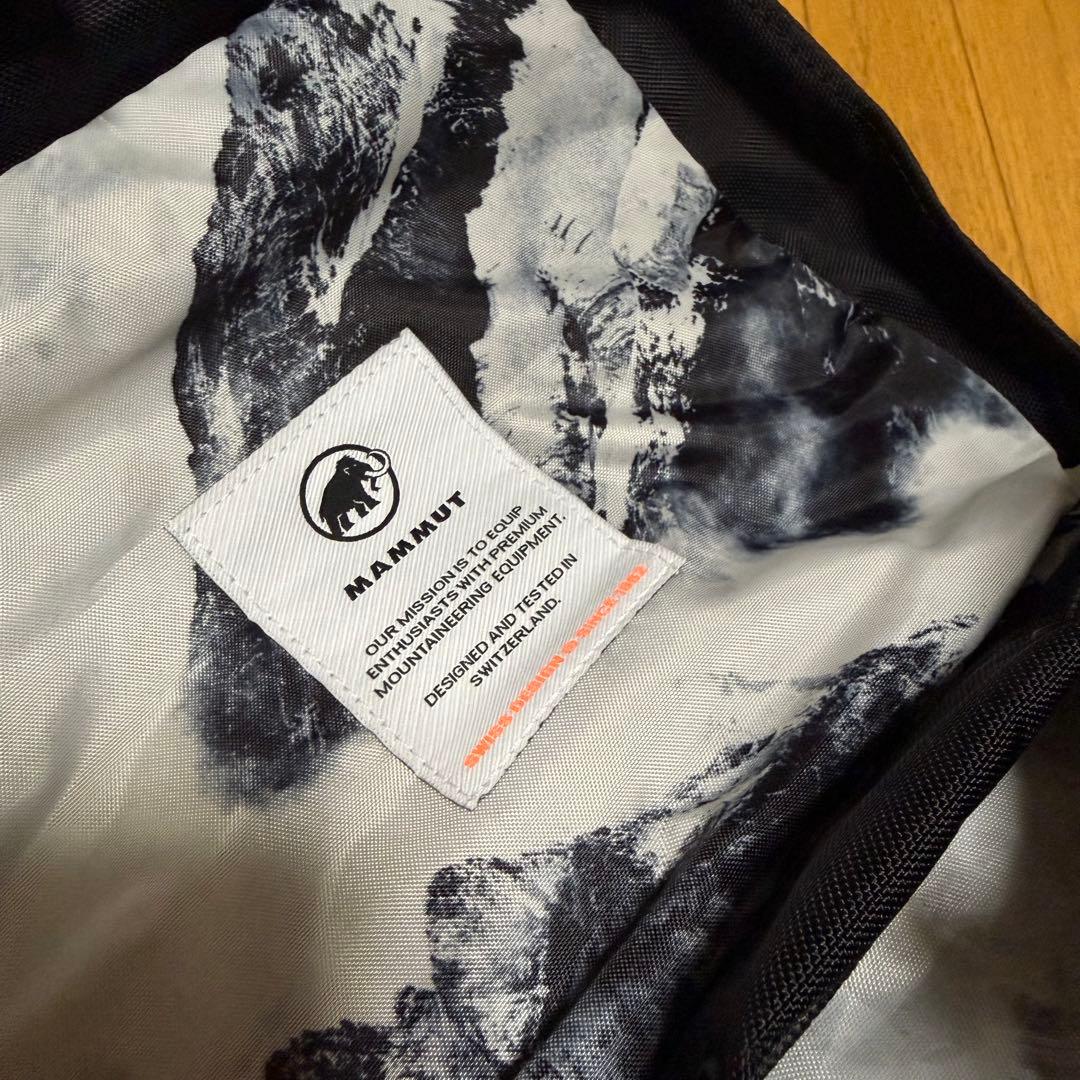 MAMMUT
OUR MISSION IS TO EQUIP
ENTHUSIASTS WITH PREMIUM
MOUNTAINEERING EQUIPMENT.
DESIGNED AND TESTED IN
SWITZERLAND.
SWISS DESIGN SINCE 1862